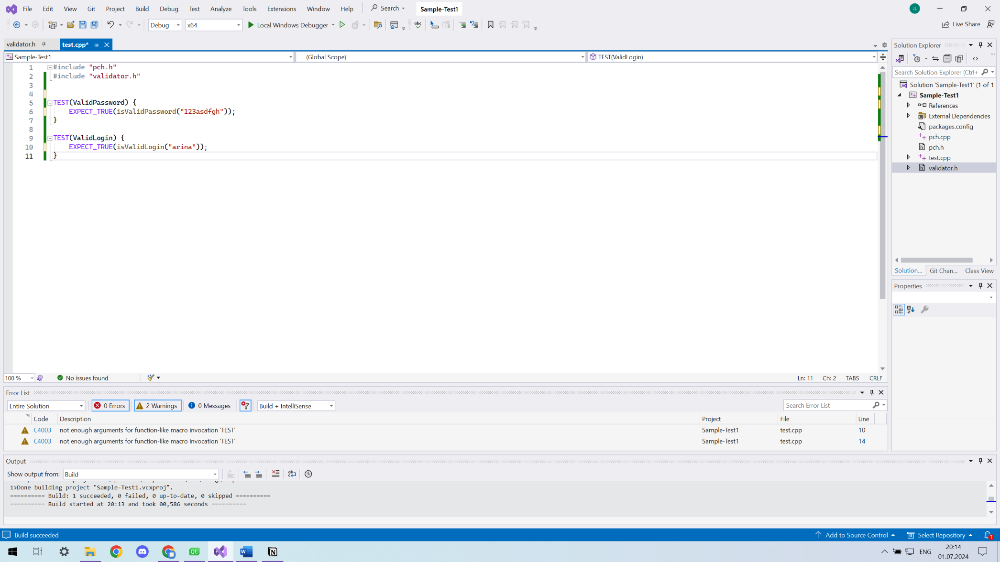 File Edit View Git Project Build Debug Test Analyze Tools Extensions Window Help Search Sample-Test1 JL
Debug x64 Local Windows Debugger Live Share
validator.h test.cpp*
Sample-Test1 (Global Scope) TEST(ValidLogin)
1 #include "pch.h"
2 #include "validator.h"
3
4
5 TEST(ValidPassword) {
6 EXPECT_TRUE(isValidPassword("123asdfgh"));
7 }
8
9 TEST(ValidLogin) {
10 EXPECT_TRUE(isValidLogin("arina"));
11 }
100 % No issues found Ln: 11 Ch: 2 TABS CRLF
Solution Explorer
Search Solution Explorer (Ctrl+
Solution 'Sample-Test1' (1 of 1
Sample-Test1
References
External Dependencies
packages.config
pch.cpp
pch.h
test.cpp
validator.h
Solution... Git Chan... Class View
Properties
Error List
Entire Solution 0 Errors 2 Warnings 0 Messages Build + IntelliSense Search Error List
Code Description Project File Line
C4003 not enough arguments for function-like macro invocation 'TEST' Sample-Test1 test.cpp 10
C4003 not enough arguments for function-like macro invocation 'TEST' Sample-Test1 test.cpp 14
Output
Show output from: Build
1>Done building project "Sample-Test1.vcxproj".
========== Build: 1 succeeded, 0 failed, 0 up-to-date, 0 skipped ==========
========== Build started at 20:13 and took 00,586 seconds ==========
Build succeeded Add to Source Control Select Repository 1
QC W N ENG 20:14
01.07.2024